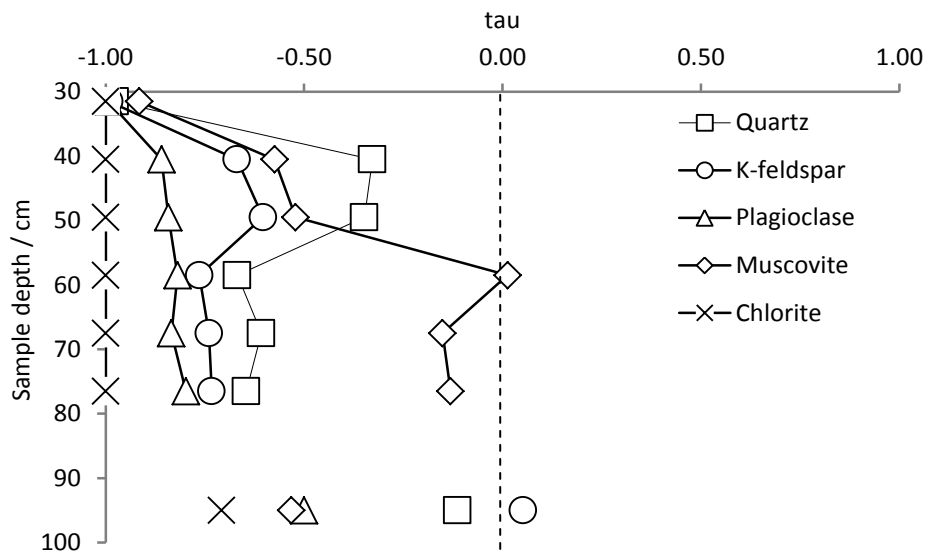 tau
-1.00 -0.50 0.00 0.50 1.00
30
40
50
60
70
80
90
100
Sample depth / cm
Quartz
K-feldspar
Plagioclase
Muscovite
Chlorite